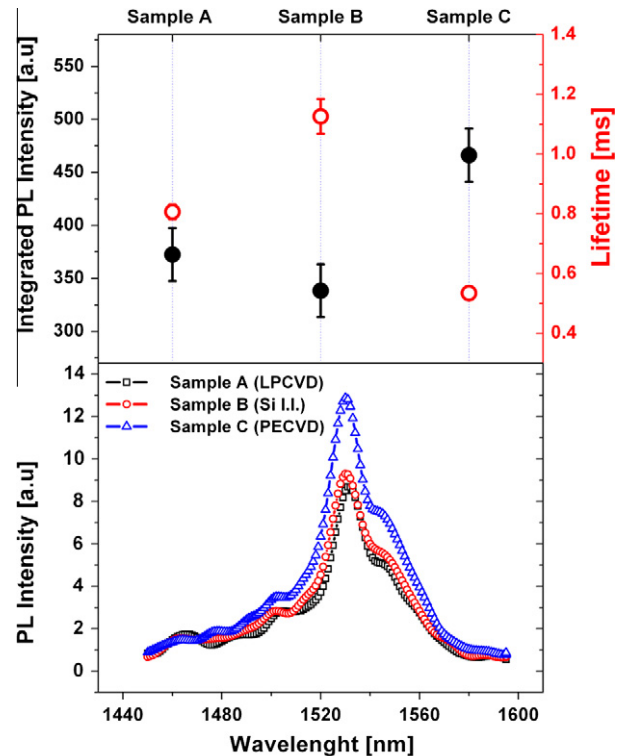 Sample A Sample B Sample C
Integrated PL Intensity [a.u]
550
500
450
400
350
300
Lifetime [ms]
1.4
1.2
1.0
0.8
0.6
0.4
PL Intensity [a.u]
14
12
10
8
6
4
2
0
Sample A (LPCVD)
Sample B (Si I.I.)
Sample C (PECVD)
1440 1480 1520 1560 1600
Wavelenght [nm]